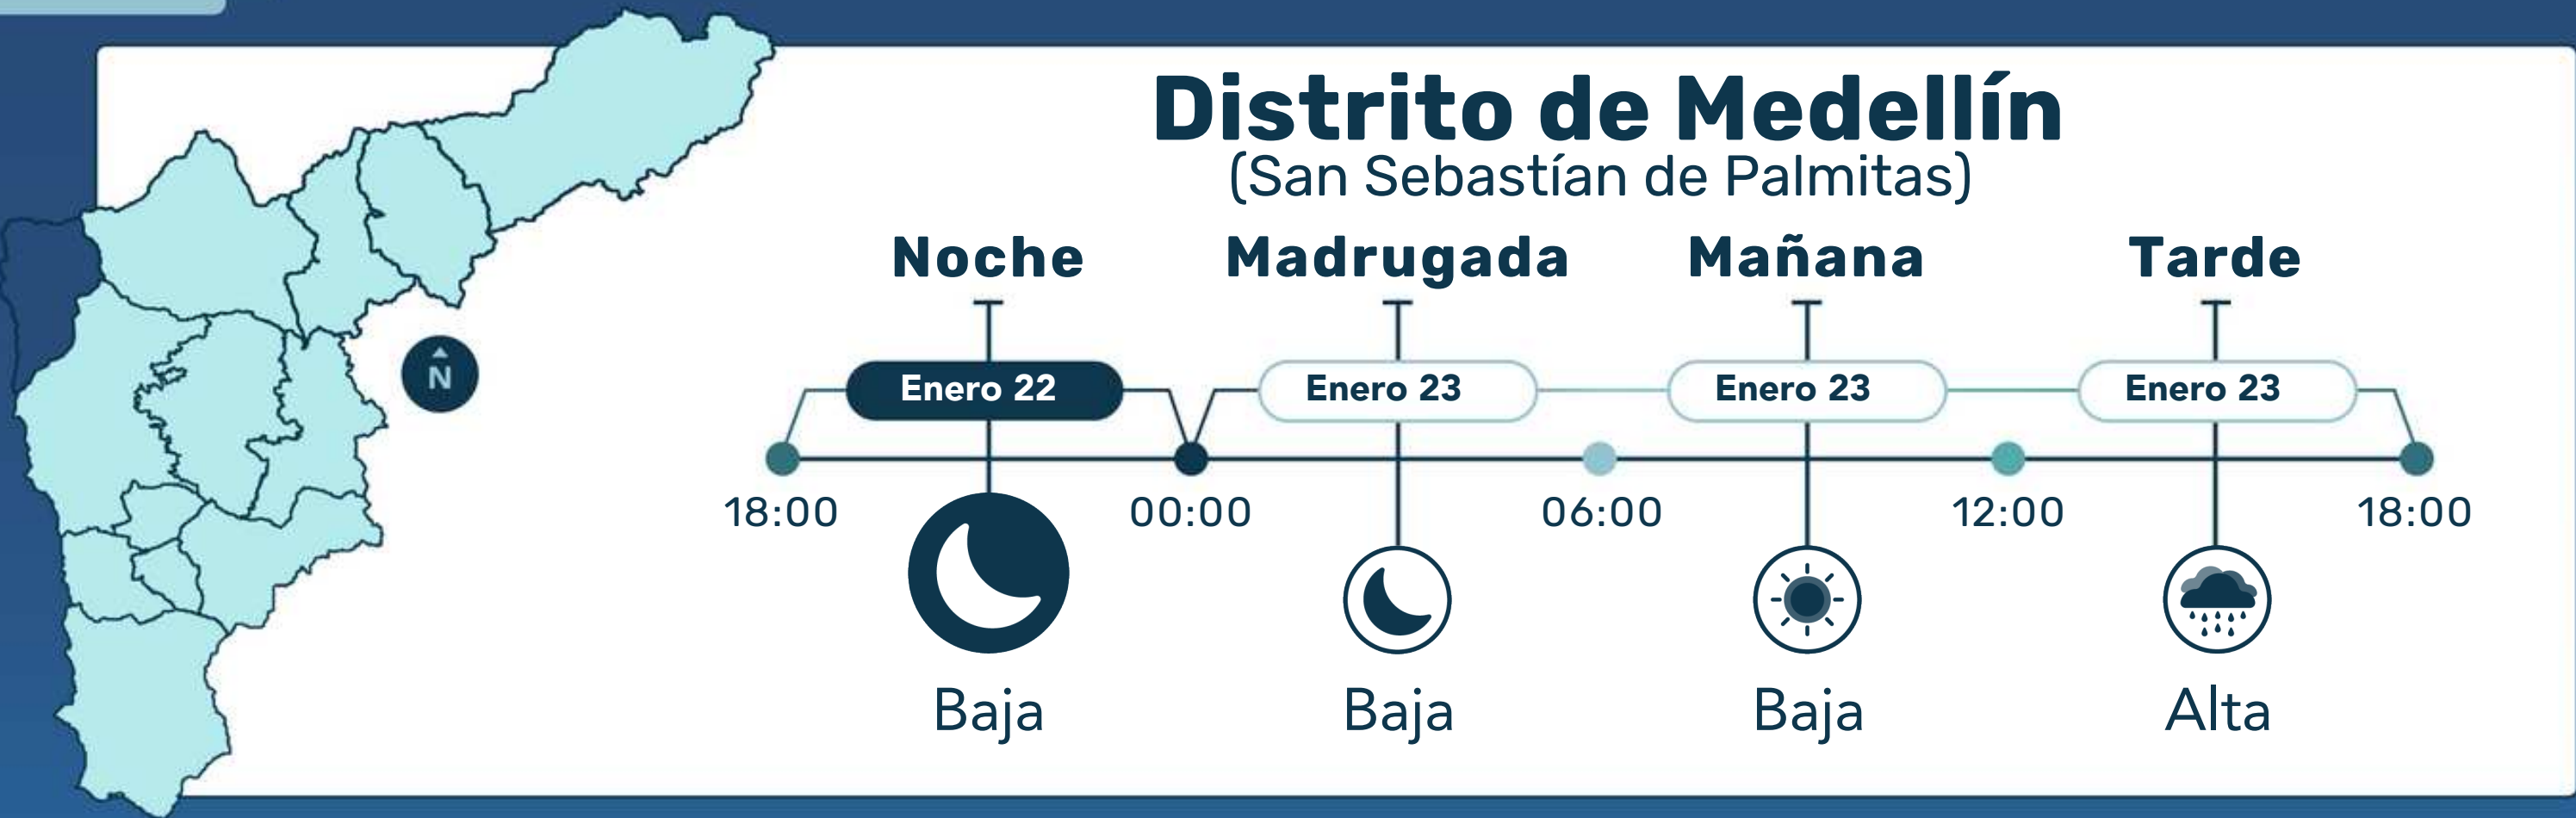 Distrito de Medellín
(San Sebastían de Palmitas)
Noche Madrugada Mañana Tarde
Enero 22 Enero 23 Enero 23 Enero 23
N
18:00 00:00 06:00 12:00 18:00
Baja Baja Baja Alta